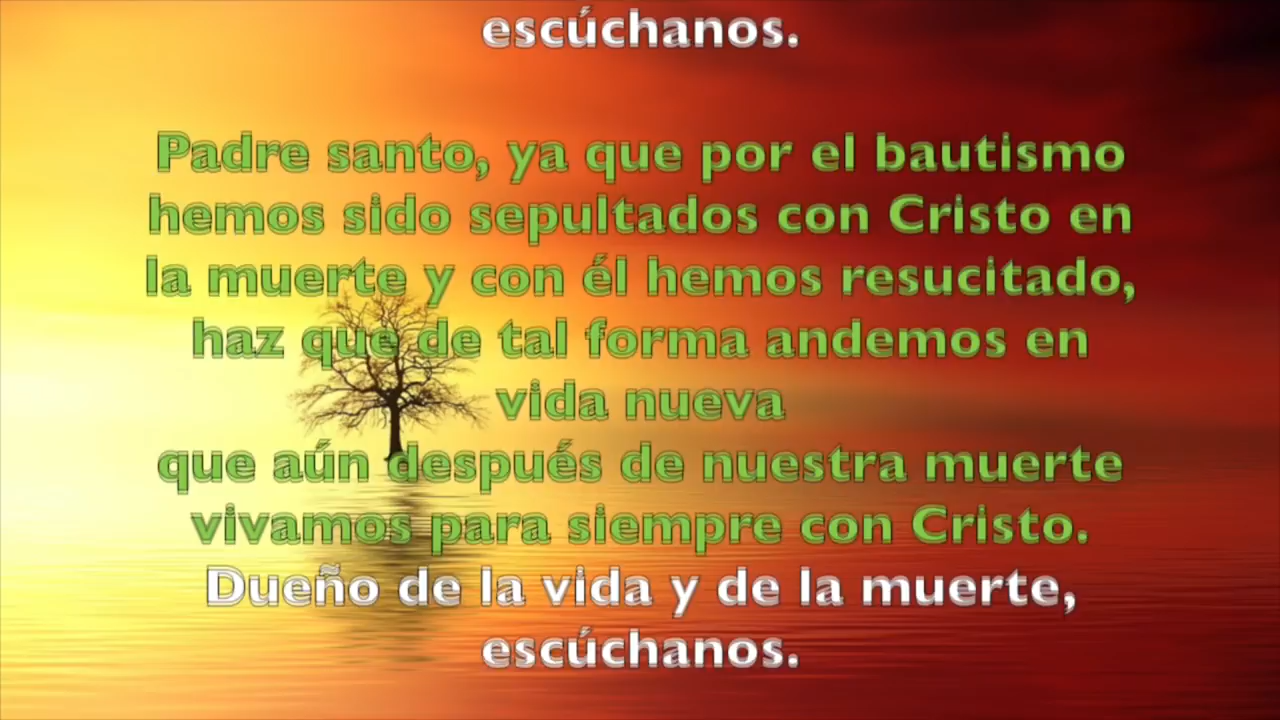 escúchanos.
Padre santo, ya que por el bautismo
hemos sido sepultados con Cristo en
la muerte y con él hemos resucitado,
haz que de tal forma andemos en
vida nueva
que aún después de nuestra muerte
vivamos para siempre con Cristo.
Dueño de la vida y de la muerte,
escúchanos.